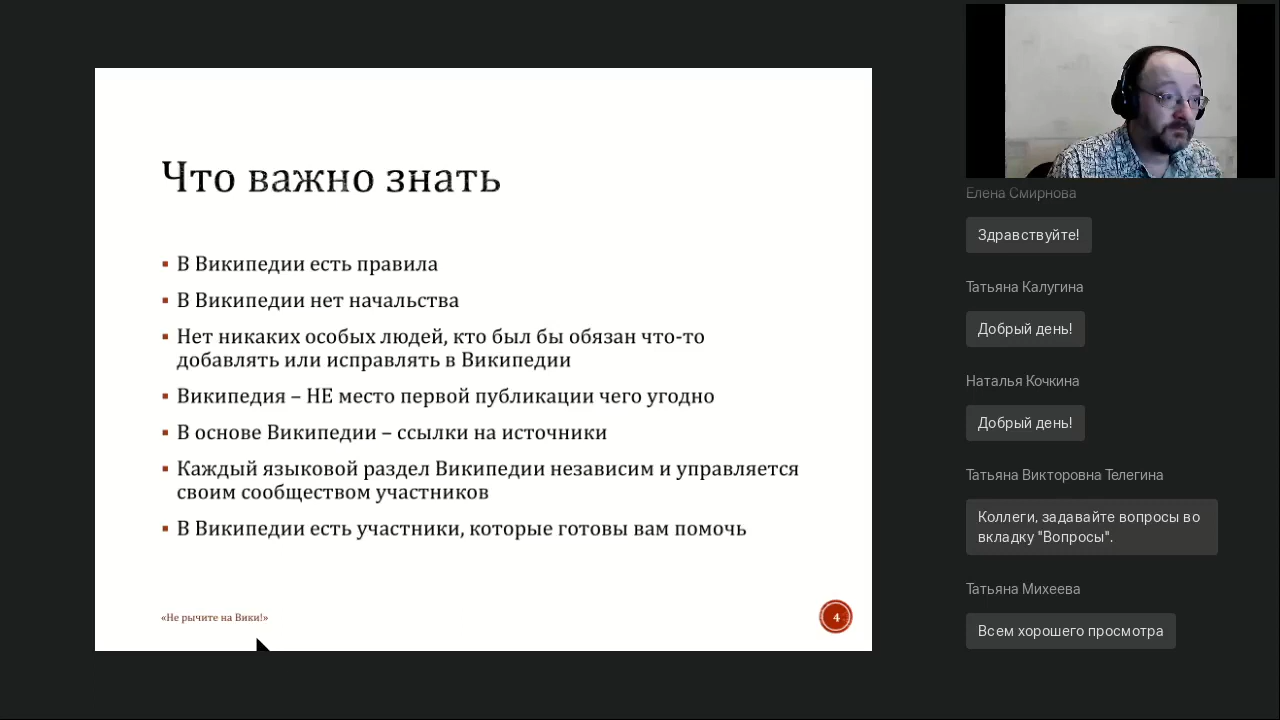 Что важно знать
В Википедии есть правила
В Википедии нет начальства
Нет никаких особых людей, кто был бы обязан что-то
добавлять или исправлять в Википедии
Википедия – НЕ место первой публикации чего угодно
В основе Википедии – ссылки на источники
Каждый языковой раздел Википедии независим и управляется
своим сообществом участников
В Википедии есть участники, которые готовы вам помочь
«Не рычите на Вики!»
4
Елена Смирнова
Здравствуйте!
Татьяна Калугина
Добрый день!
Наталья Кочкина
Добрый день!
Татьяна Викторовна Телегина
Коллеги, задавайте вопросы во
вкладку "Вопросы".
Татьяна Михеева
Всем хорошего просмотра